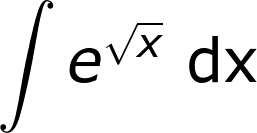 ∫ e^{√x} dx